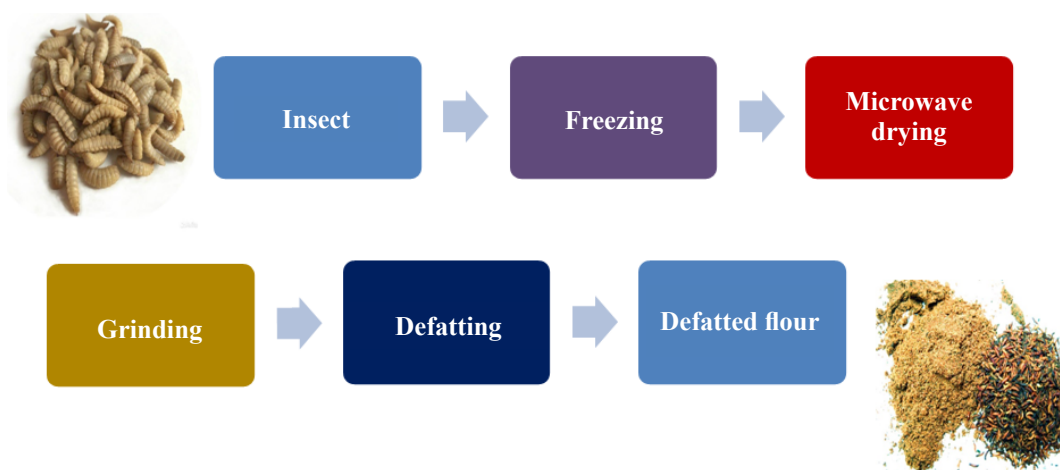 Insect
Freezing
Microwave
drying
Grinding
Defatting
Defatted flour